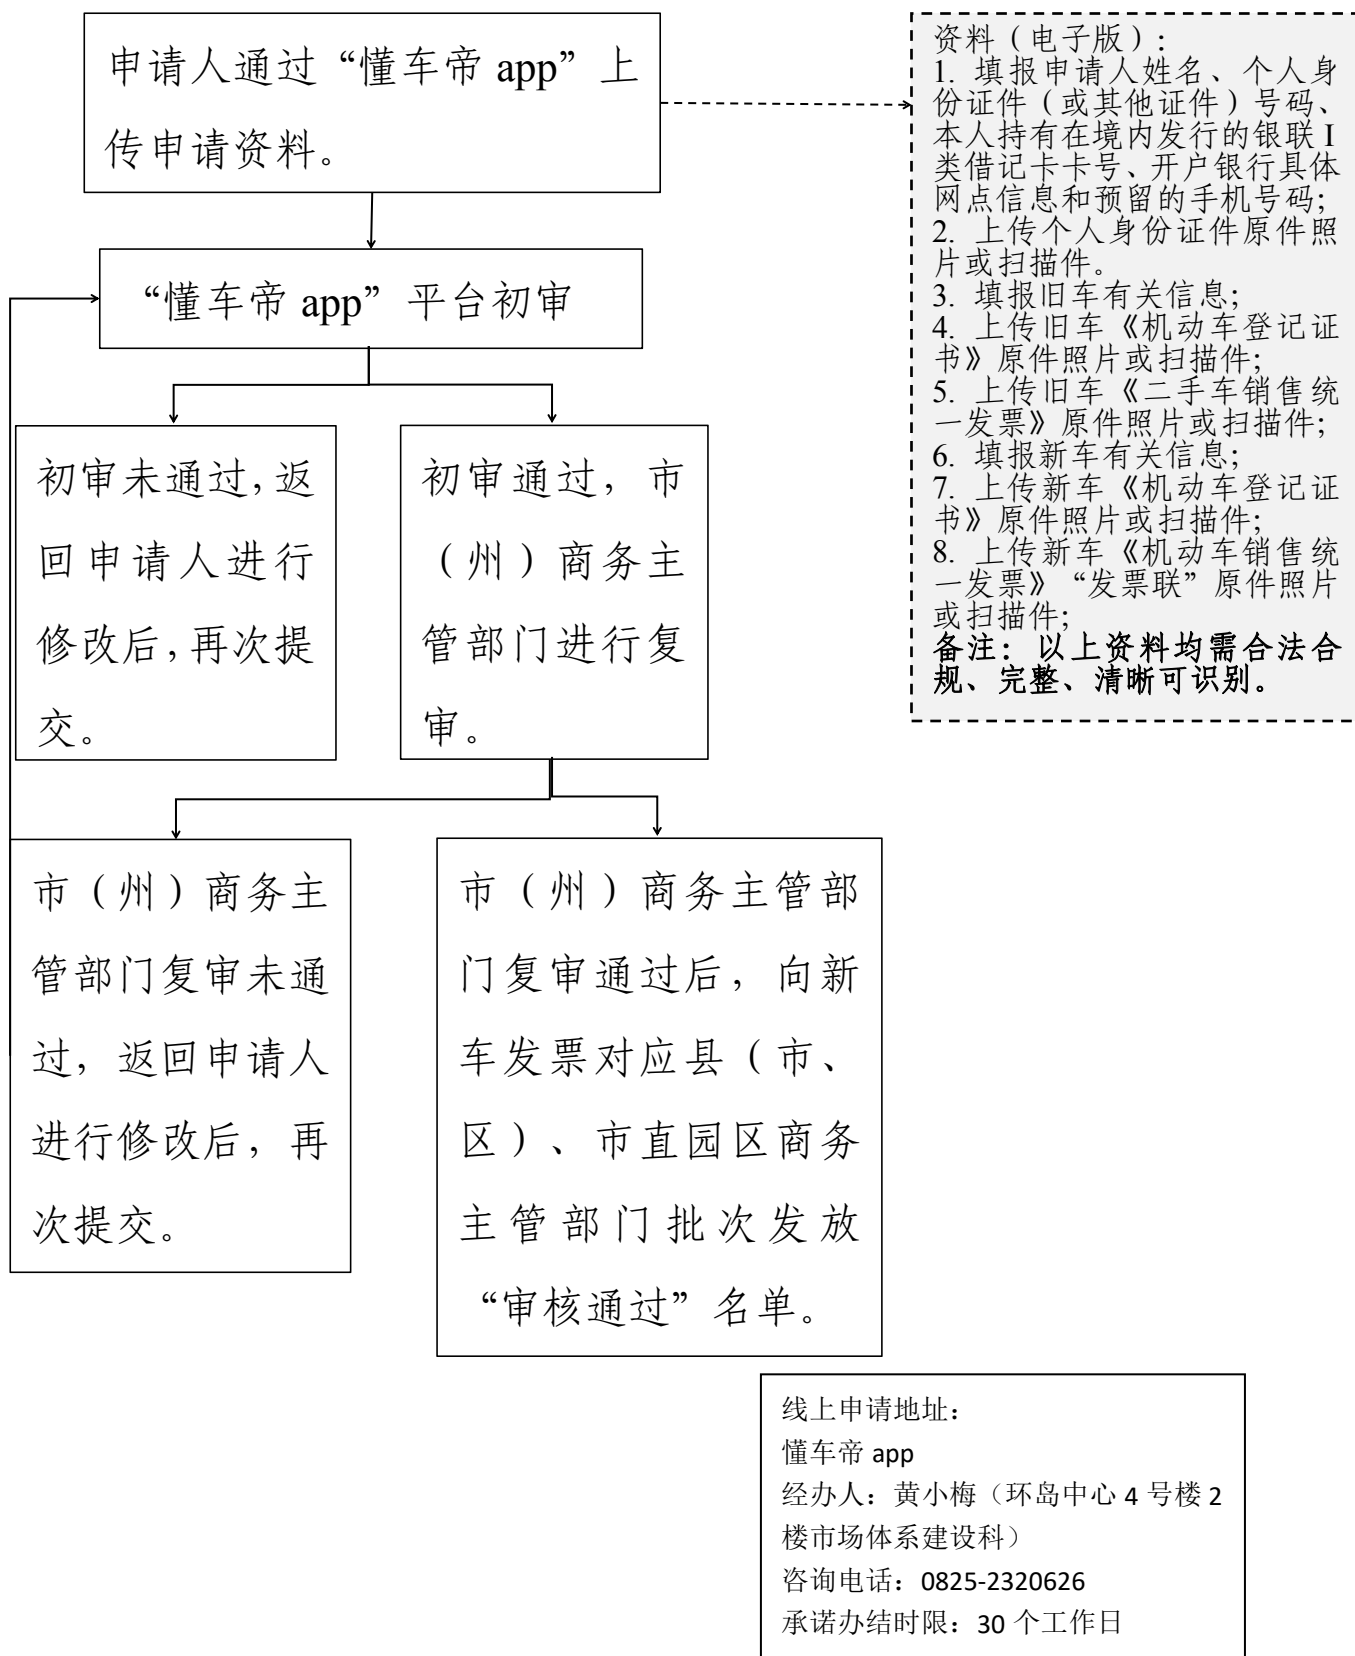 申请人通过“懂车帝 app”上
传申请资料。
资料（电子版）:
1. 填报申请人姓名、个人身
份证件（或其他证件）号码、
本人持有在境内发行的银联 I
类借记卡卡号、开户银行具体
网点信息和预留的手机号码;
2. 上传个人身份证件原件照
片或扫描件。
3. 填报旧车有关信息;
4. 上传旧车《机动车登记证
书》原件照片或扫描件;
5. 上传旧车《二手车销售统
一发票》原件照片或扫描件;
6. 填报新车有关信息;
7. 上传新车《机动车登记证
书》原件照片或扫描件;
8. 上传新车《机动车销售统
一发票》“发票联”原件照片
或扫描件;
备注：以上资料均需合法合
规、完整、清晰可识别。
“懂车帝 app”平台初审
初审未通过,返
回申请人进行
修改后,再次提
交。
初审通过，市
（州）商务主
管部门进行复
审。
市（州）商务主
管部门复审未通
过，返回申请人
进行修改后，再
次提交。
市（州）商务主管部
门复审通过后，向新
车发票对应县（市、
区）、市直园区商务
主管部门批次发放
“审核通过”名单。
线上申请地址：
懂车帝 app
经办人：黄小梅（环岛中心 4 号楼 2
楼市场体系建设科）
咨询电话：0825-2320626
承诺办结时限：30 个工作日